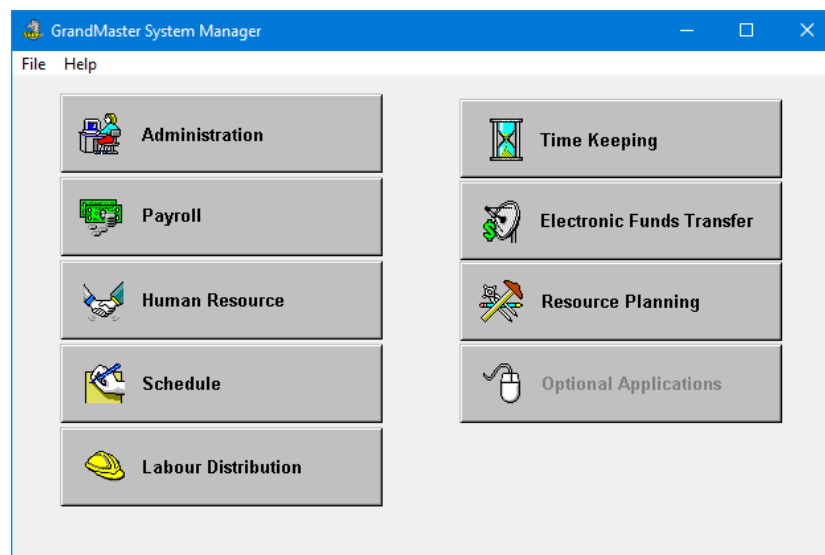 GrandMaster System Manager
File Help
Administration
Payroll
Human Resource
Schedule
Labour Distribution
Time Keeping
Electronic Funds Transfer
Resource Planning
Optional Applications